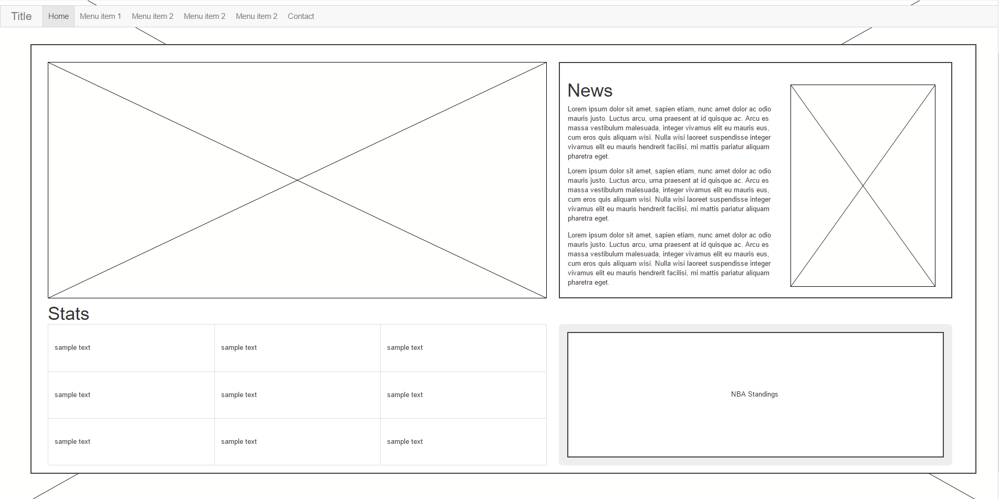 Title Home Menu item 1 Menu item 2 Menu item 2 Menu item 2 Contact
News
Lorem ipsum dolor sit amet, sapien etiam, nunc amet dolor ac odio
mauris justo. Luctus arcu, urna praesent at id quisque ac. Arcu es
massa vestibulum malesuada, integer vivamus elit eu mauris eus,
cum eros quis aliquam wisi. Nulla wisi laoreet suspendisse integer
vivamus elit eu mauris hendrerit facilisi, mi mattis pariatur aliquam
pharetra eget.
Lorem ipsum dolor sit amet, sapien etiam, nunc amet dolor ac odio
mauris justo. Luctus arcu, urna praesent at id quisque ac. Arcu es
massa vestibulum malesuada, integer vivamus elit eu mauris eus,
cum eros quis aliquam wisi. Nulla wisi laoreet suspendisse integer
vivamus elit eu mauris hendrerit facilisi, mi mattis pariatur aliquam
pharetra eget.
Lorem ipsum dolor sit amet, sapien etiam, nunc amet dolor ac odio
mauris justo. Luctus arcu, urna praesent at id quisque ac. Arcu es
massa vestibulum malesuada, integer vivamus elit eu mauris eus,
cum eros quis aliquam wisi. Nulla wisi laoreet suspendisse integer
vivamus elit eu mauris hendrerit facilisi, mi mattis pariatur aliquam
pharetra eget.
Stats
sample text sample text sample text
sample text sample text sample text
sample text sample text sample text
NBA Standings